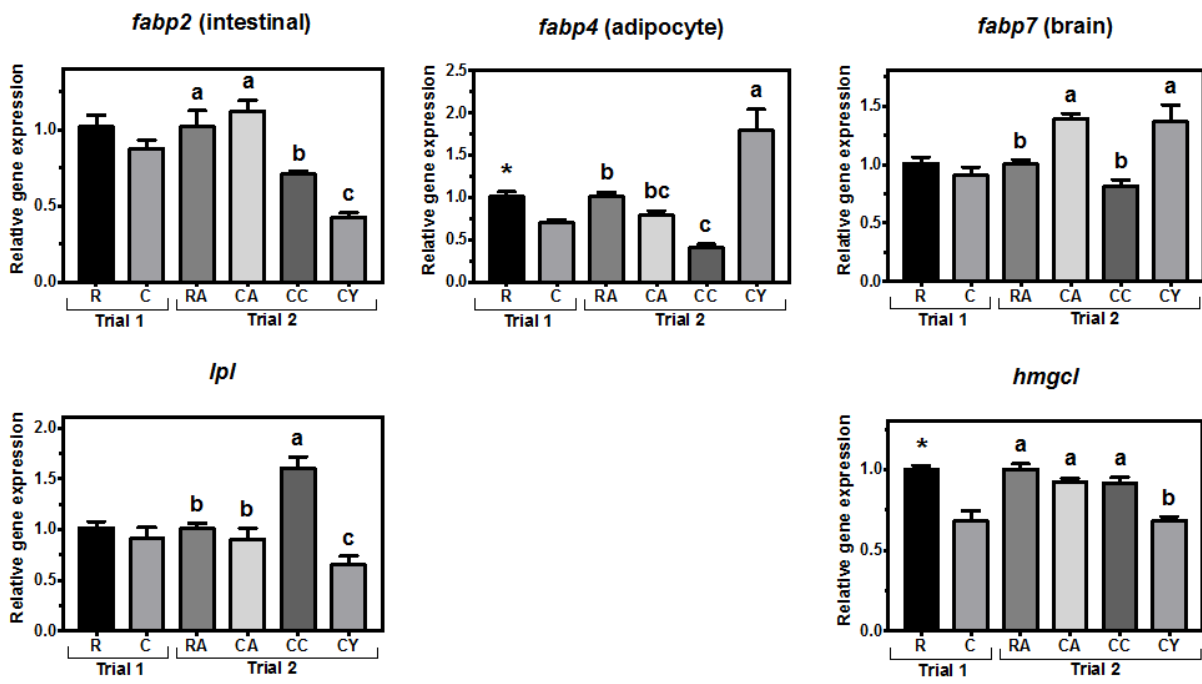 fabp2 (intestinal)
Relative gene expression
1.0
0.5
0.0
a
a
b
c
R C RA CA CC CY
Trial 1 Trial 2
fabp4 (adipocyte)
Relative gene expression
2.5
2.0
1.5
1.0
0.5
0.0
*
b
bc
c
a
R C RA CA CC CY
Trial 1 Trial 2
fabp7 (brain)
Relative gene expression
1.5
1.0
0.5
0.0
b
a
b
a
R C RA CA CC CY
Trial 1 Trial 2
lpl
Relative gene expression
2.0
1.5
1.0
0.5
0.0
b
b
a
c
R C RA CA CC CY
Trial 1 Trial 2
hmgcl
Relative gene expression
1.0
0.5
0.0
*
a
a
a
b
R C RA CA CC CY
Trial 1 Trial 2